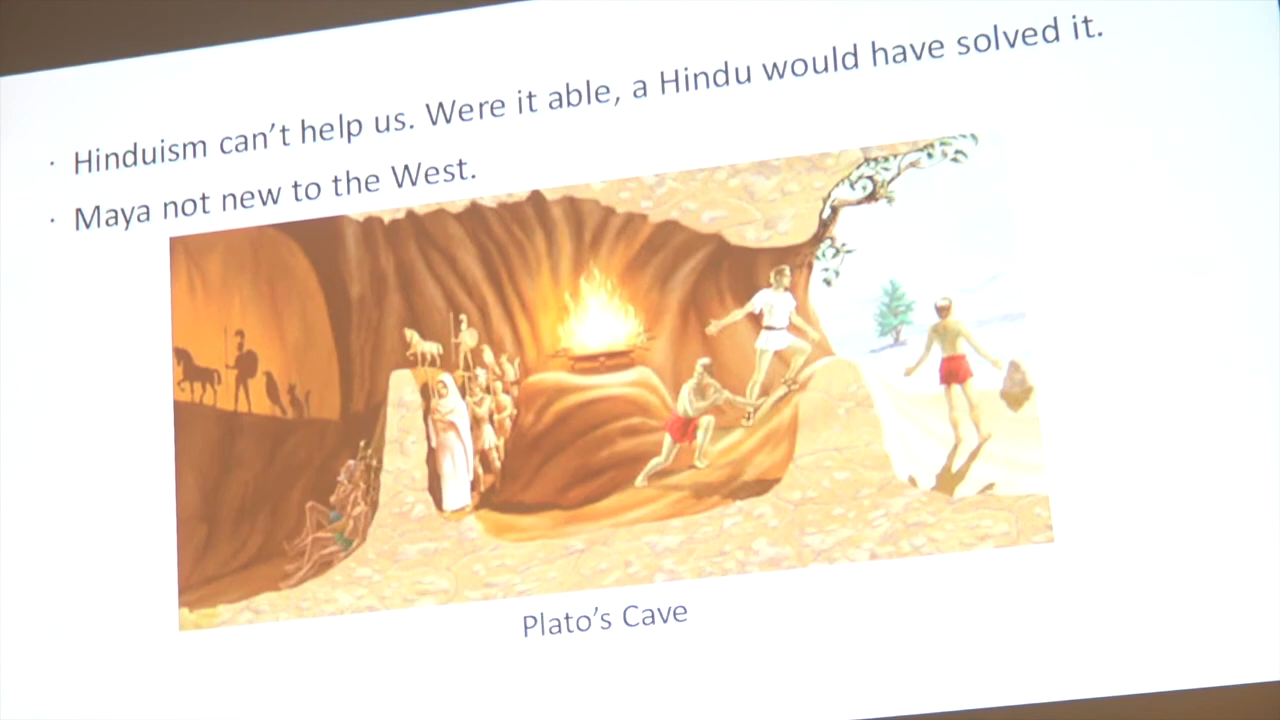 · Hinduism can't help us. Were it able, a Hindu would have solved it.
· Maya not new to the West.
Plato's Cave